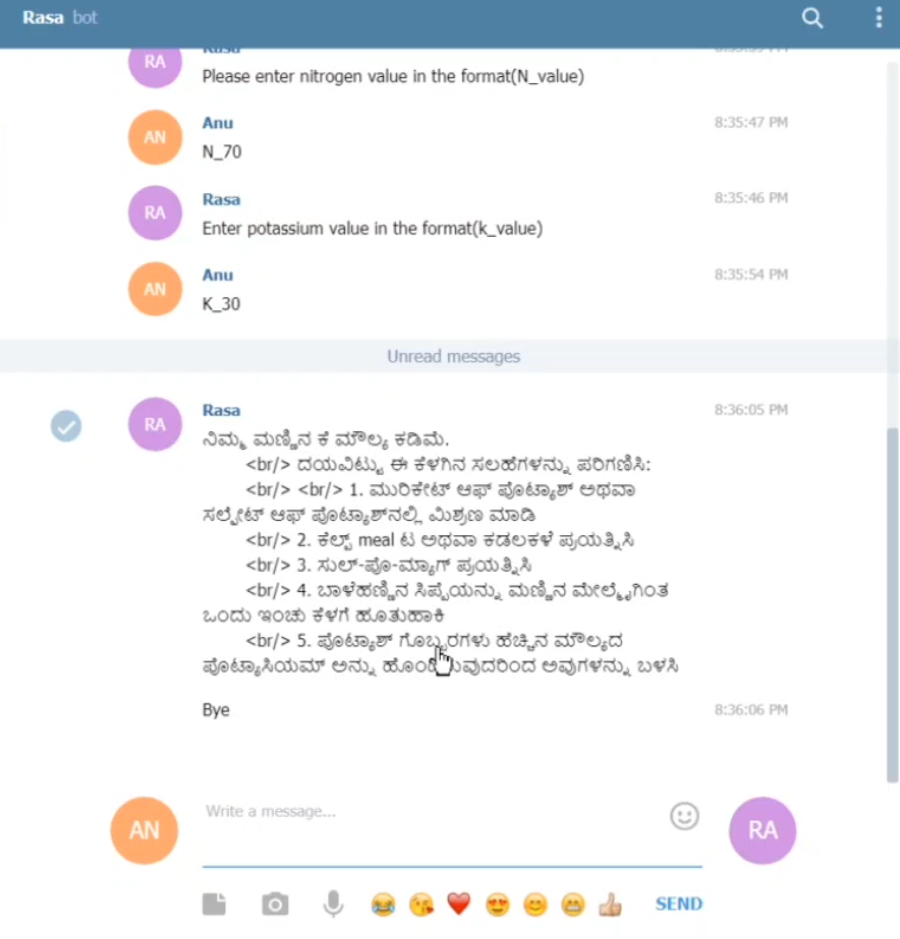 Rasa bot
Rasa
8:35:39 PM
RA
Please enter nitrogen value in the format(N_value)
Anu
8:35:47 PM
AN
N_70
Rasa
8:35:46 PM
RA
Enter potassium value in the format(k_value)
Anu
8:35:54 PM
AN
K_30
Unread messages
Rasa
8:36:05 PM
RA
ನಿಮ್ಮ ಮಣ್ಣಿನ ಕೆ ಮೌಲ್ಯ ಕಡಿಮೆ.
<br/> ದಯವಿಟ್ಟು ಈ ಕೆಳಗಿನ ಸಲಹೆಗಳನ್ನು ಪರಿಗಣಿಸಿ:
<br/> <br/> 1. ಮುರಿಕೇಟ್ ಆಫ್ ಪೊಟ್ಯಾಶ್ ಅಥವಾ
ಸಲ್ಫೇಟ್ ಆಫ್ ಪೊಟ್ಯಾಶ್‌ನಲ್ಲಿ ಮಿಶ್ರಣ ಮಾಡಿ
<br/> 2. ಕೆಲ್ಪ್ meal ಟ ಅಥವಾ ಕಡಲಕಳೆ ಪ್ರಯತ್ನಿಸಿ
<br/> 3. ಸುಲ್-ಪೊ-ಮ್ಯಾಗ್ ಪ್ರಯತ್ನಿಸಿ
<br/> 4. ಬಾಳೆಹಣ್ಣಿನ ಸಿಪ್ಪೆಯನ್ನು ಮಣ್ಣಿನ ಮೇಲ್ಮೈಗಿಂತ
ಒಂದು ಇಂಚು ಕೆಳಗೆ ಹೂತುಹಾಕಿ
<br/> 5. ಪೊಟ್ಯಾಶ್ ಗೊಬ್ಬರಗಳು ಹೆಚ್ಚಿನ ಮೌಲ್ಯದ
ಪೊಟ್ಯಾಸಿಯಮ್ ಅನ್ನು ಅವುಗಳನ್ನು ಬಳಸಿ
Bye
8:36:06 PM
AN
Write a message...
RA
SEND